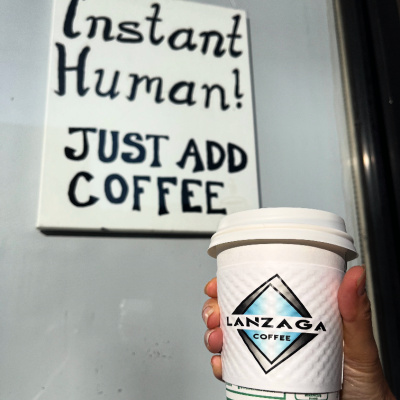 Instant
Human!
JUST ADD
COFFEE
LANZAGA
COFFEE